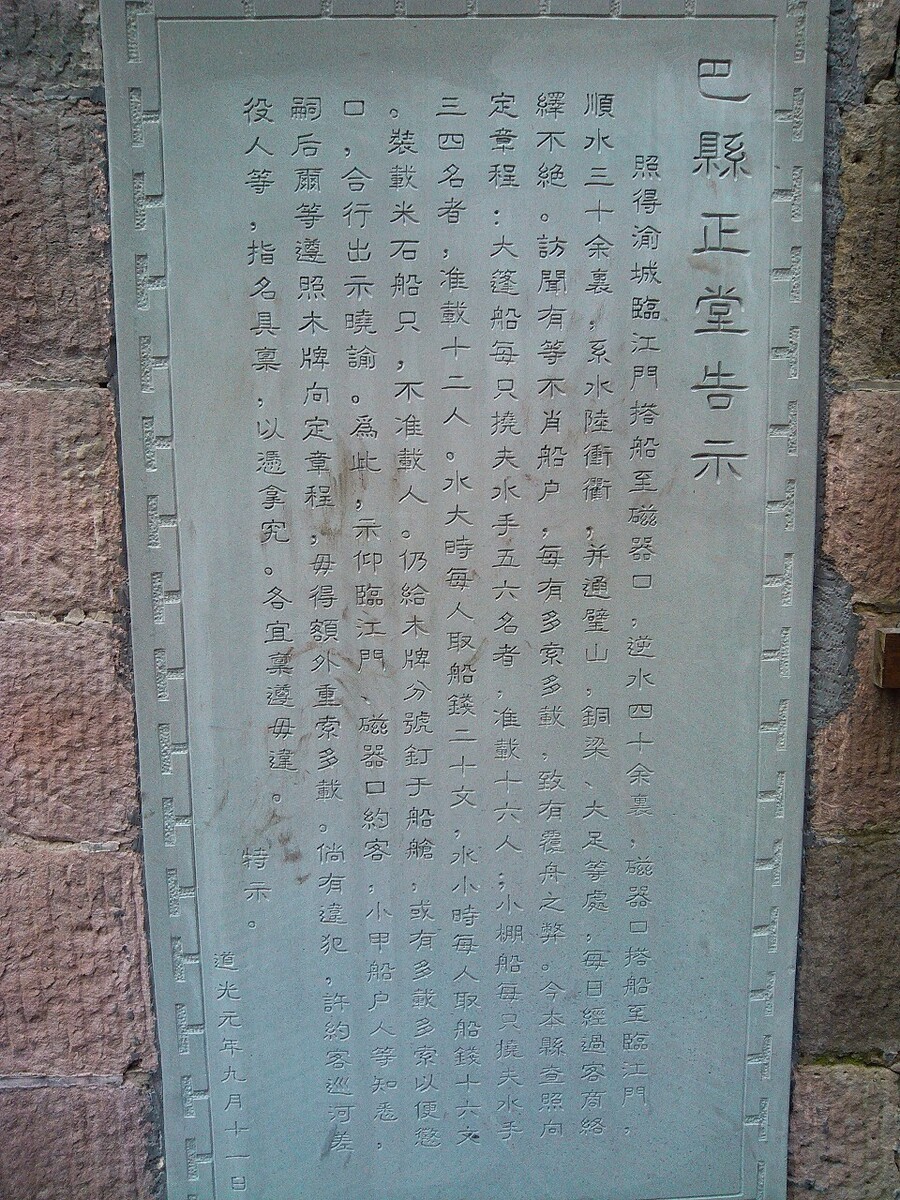 巴縣正堂告示
照得渝城臨江門搭船至磁器口,逆水四十余裏,磁器口搭船至臨江門,
順水三十余裏,系水陸衝衢,并通璧山,銅梁、大足等處,每日經過客商絡
繹不絕。訪聞有等不肖船户,每有多索多載,致有覆舟之弊。今本縣查照向
定章程:大篷船每只撓夫水手五六名者,准載十六人;小棚船每只撓夫水手
三四名者,准載十二人。水大時每人取船錢二十文,水小時每人取船錢十六文
。裝載米石船只,不准載人。仍給木牌分號釘于船艙,或有多載多索以便懲
口,合行出示曉諭。爲此,示仰臨江門、磁器口約客,小甲船户人等知悉,
嗣后爾等遵照木牌向定章程,毋得額外重索多載。倘有違犯,許約客巡河差
役人等,指名具稟,以憑拿究。各宜稟遵毋違。 特示。
道光元年九月十一日